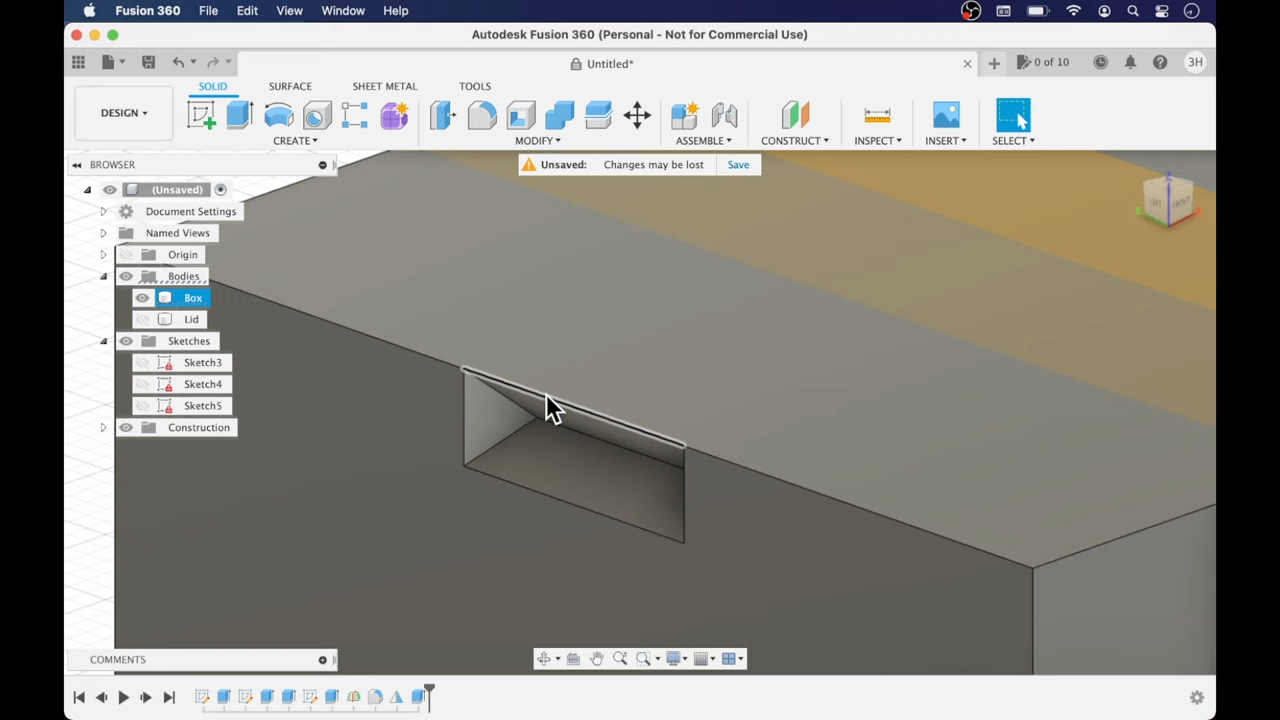 Fusion 360 File Edit View Window Help
Autodesk Fusion 360 (Personal - Not for Commercial Use)
Untitled*
0 of 10
3H
SOLID SURFACE SHEET METAL TOOLS
DESIGN
CREATE MODIFY ASSEMBLE CONSTRUCT INSPECT INSERT SELECT
BROWSER
Unsaved: Changes may be lost Save
(Unsaved)
Document Settings
Named Views
Origin
Bodies
Box
Lid
Sketches
Sketch3
Sketch4
Sketch5
Construction
FRONT
COMMENTS